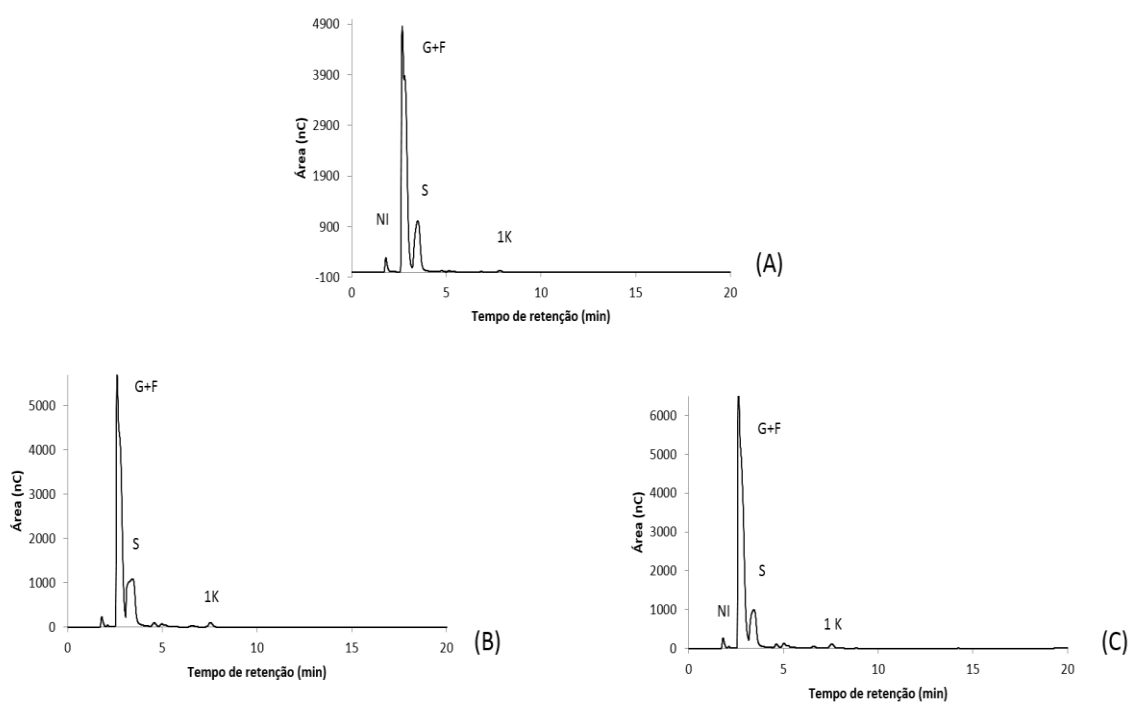 4900
G+F
3900
2900
Área (nC)
1900
S
900
NI
1K
-100
0 5 10 15 20
Tempo de retenção (min)
(A)
G+F
5000
4000
3000
Área (nC)
2000
S
1000
1K
0
0 5 10 15 20
Tempo de retenção (min)
(B)
6000
G+F
5000
4000
Área (nC)
3000
2000
S
1000
NI
1 K
0
0 5 10 15 20
Tempo de retenção (min)
(C)